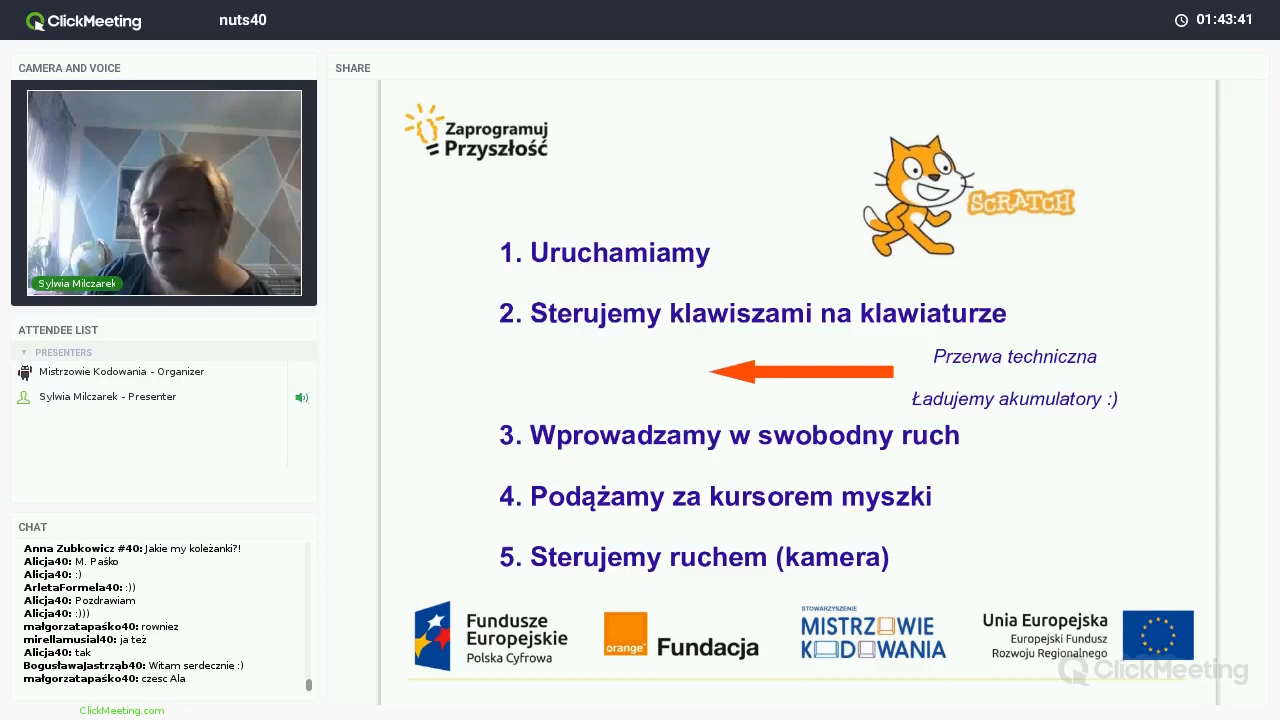 ClickMeeting
nuts40
01:43:41
CAMERA AND VOICE
Sylwia Milczarek
ATTENDEE LIST
PRESENTERS
Mistrzowie Kodowania - Organizer
Sylwia Milczarek - Presenter
CHAT
Anna Zubkowicz #40: Jakie my koleżanki?!
Alicja40: M. Paśko
Alicja40: :)
ArletaFormela40: :))
Alicja40: Pozdrawiam
Alicja40: :)))
małgorzatapaśko40: rowniez
mirellamusial40: ja też
Alicja40: tak
BogusławaJastrząb40: Witam serdecznie :)
małgorzatapaśko40: czesc Ala
ClickMeeting.com
SHARE
Zaprogramuj
Przyszłość
SCRATCH
1. Uruchamiamy
2. Sterujemy klawiszami na klawiaturze
Przerwa techniczna
Ładujemy akumulatory :)
3. Wprowadzamy w swobodny ruch
4. Podążamy za kursorem myszki
5. Sterujemy ruchem (kamera)
Fundusze
Europejskie
Polska Cyfrowa
orange
Fundacja
STOWARZYSZENIE
MISTRZOWIE
KODOWANIA
Unia Europejska
Europejski Fundusz
Rozwoju Regionalnego
ClickMeeting